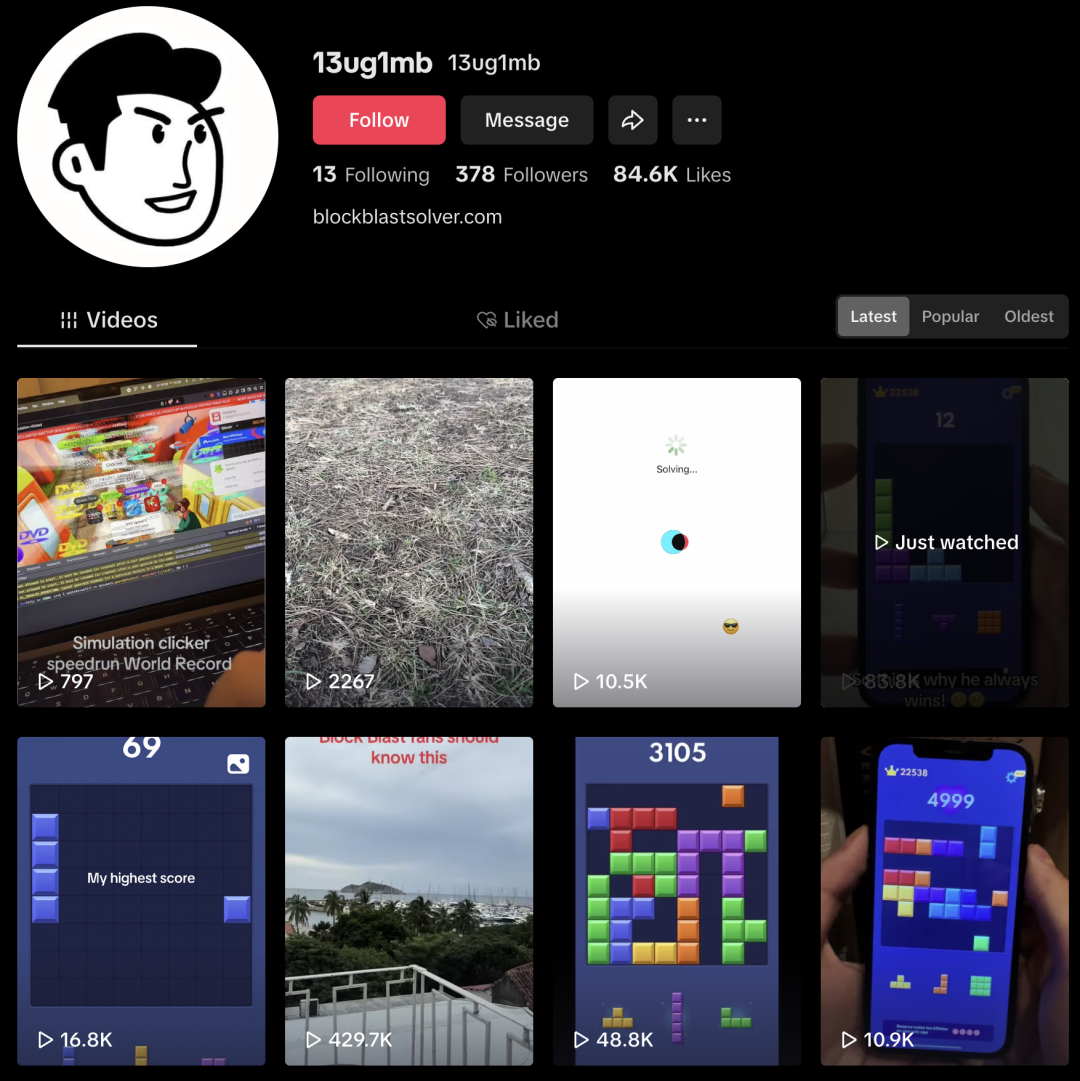 13ug1mb 13ug1mb
Follow
Message
13 Following 378 Followers 84.6K Likes
blockblastsolver.com
Videos
Liked
Latest
Popular
Oldest
DVD
DVD
Simulation clicker
speedrun World Record
797
2267
Solving...
10.5K
22538
12
Just watched
why he always
wins!
83.8K
69
My highest score
16.8K
Block Blast fans should
know this
429.7K
3105
48.8K
22538
4999
10.9K